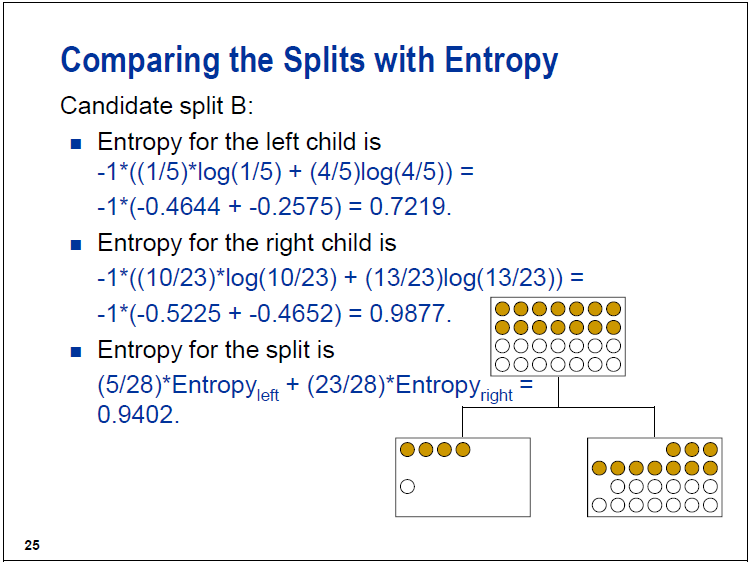 Comparing the Splits with Entropy
Candidate split B:
■ Entropy for the left child is
-1*((1/5)*log(1/5) + (4/5)log(4/5)) =
-1*(-0.4644 + -0.2575) = 0.7219.
■ Entropy for the right child is
-1*((10/23)*log(10/23) + (13/23)log(13/23)) =
-1*(-0.5225 + -0.4652) = 0.9877.
■ Entropy for the split is
(5/28)*Entropyleft + (23/28)*Entropyright =
0.9402.
25